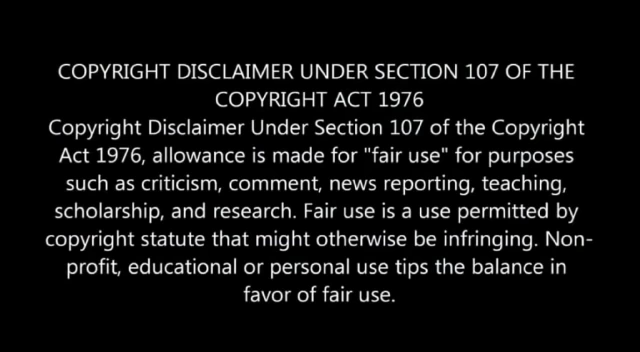 COPYRIGHT DISCLAIMER UNDER SECTION 107 OF THE
COPYRIGHT ACT 1976
Copyright Disclaimer Under Section 107 of the Copyright
Act 1976, allowance is made for "fair use" for purposes
such as criticism, comment, news reporting, teaching,
scholarship, and research. Fair use is a use permitted by
copyright statute that might otherwise be infringing. Non-
profit, educational or personal use tips the balance in
favor of fair use.